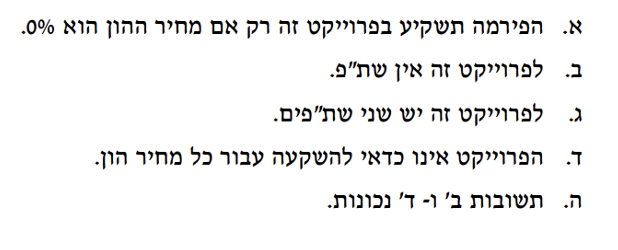 א. הפירמה תשקיע בפרוייקט זה רק אם מחיר ההון הוא 0%.
ב. לפרוייקט זה אין שת"פ.
ג. לפרוייקט זה יש שני שת"פים.
ד. הפרוייקט אינו כדאי להשקעה עבור כל מחיר הון.
ה. תשובות ב' ו- ד' נכונות.